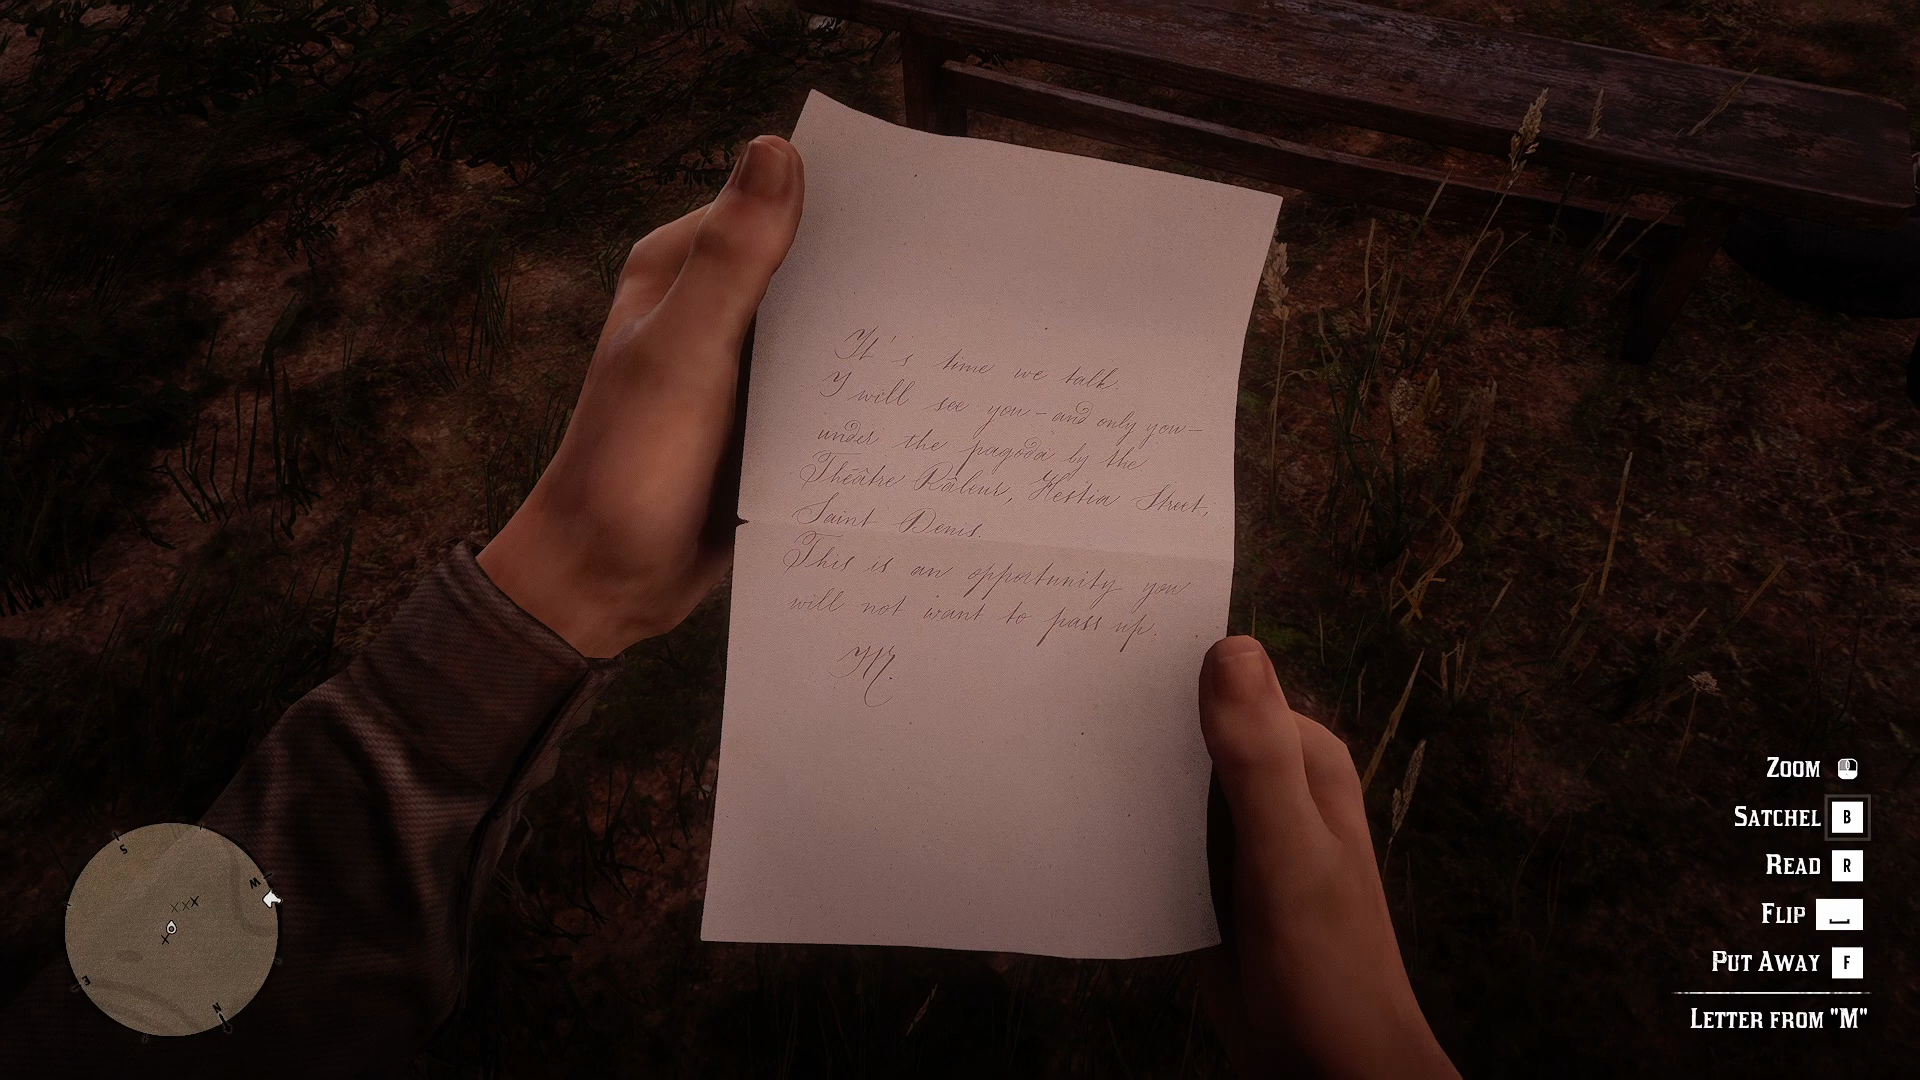 It's time we talk.
I will see you – and only you –
under the pagoda by the
Théâtre Râleur, Hestia Street,
Saint Denis.
This is an opportunity you
will not want to pass up.
M.
ZOOM
SATCHEL B
READ R
FLIP
PUT AWAY F
LETTER FROM "M"
S
W
E
N